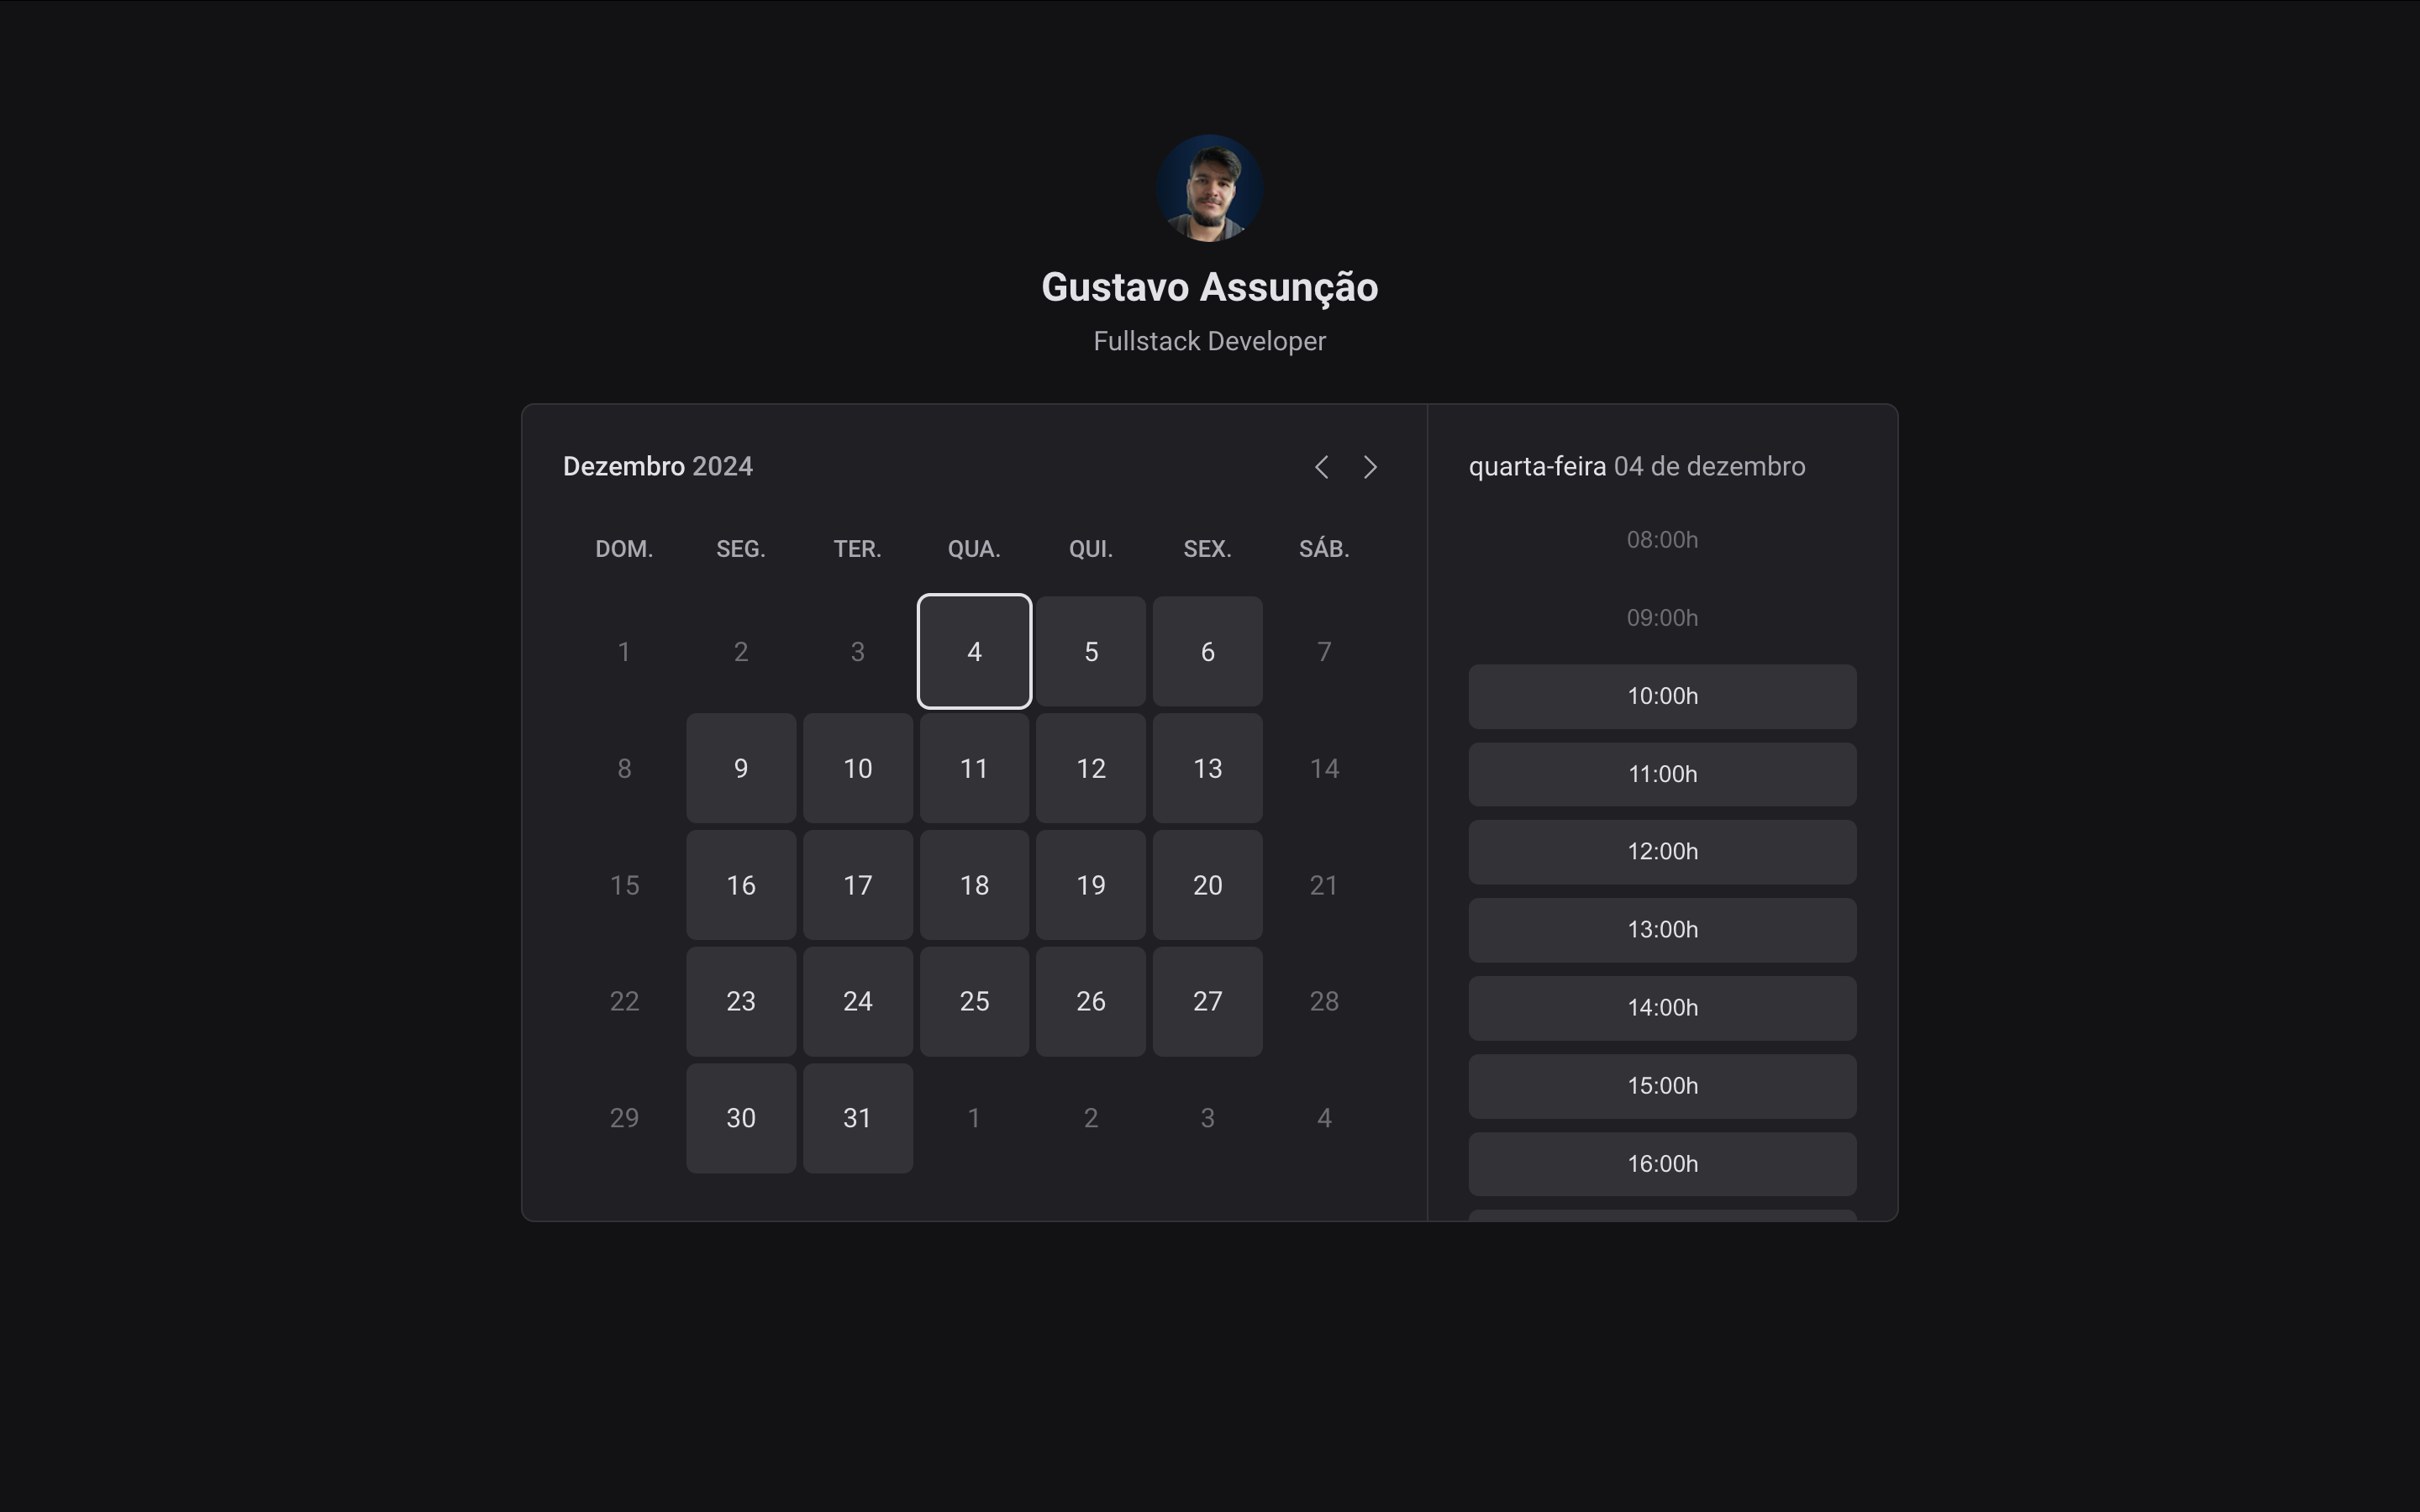 Gustavo Assunção
Fullstack Developer
Dezembro 2024
DOM. SEG. TER. QUA. QUI. SEX. SÁB.
1 2 3 4 5 6 7
8 9 10 11 12 13 14
15 16 17 18 19 20 21
22 23 24 25 26 27 28
29 30 31 1 2 3 4
quarta-feira 04 de dezembro
08:00h
09:00h
10:00h
11:00h
12:00h
13:00h
14:00h
15:00h
16:00h